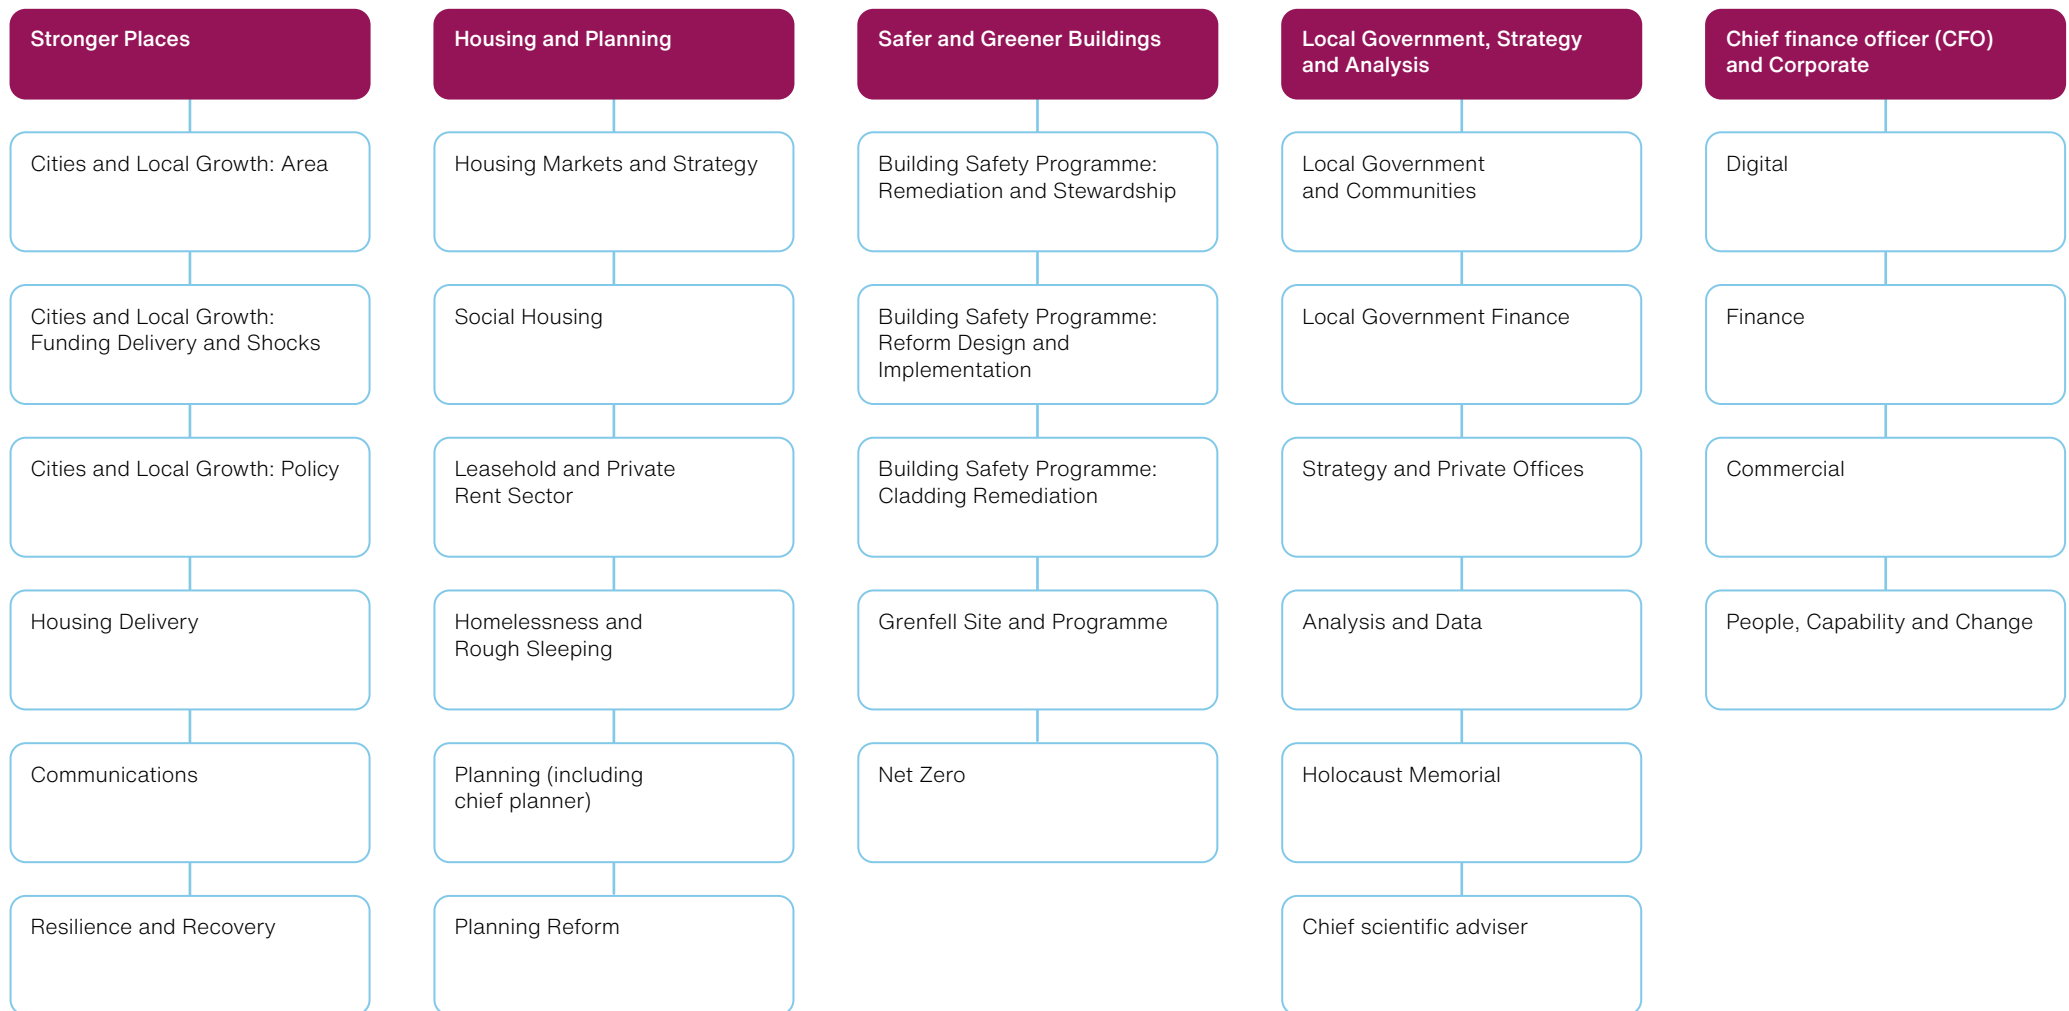 Stronger Places
Cities and Local Growth: Area
Cities and Local Growth:
Funding Delivery and Shocks
Cities and Local Growth: Policy
Housing Delivery
Communications
Resilience and Recovery
Housing and Planning
Housing Markets and Strategy
Social Housing
Leasehold and Private
Rent Sector
Homelessness and
Rough Sleeping
Planning (including
chief planner)
Planning Reform
Safer and Greener Buildings
Building Safety Programme:
Remediation and Stewardship
Building Safety Programme:
Reform Design and
Implementation
Building Safety Programme:
Cladding Remediation
Grenfell Site and Programme
Net Zero
Local Government, Strategy
and Analysis
Local Government
and Communities
Local Government Finance
Strategy and Private Offices
Analysis and Data
Holocaust Memorial
Chief scientific adviser
Chief finance officer (CFO)
and Corporate
Digital
Finance
Commercial
People, Capability and Change